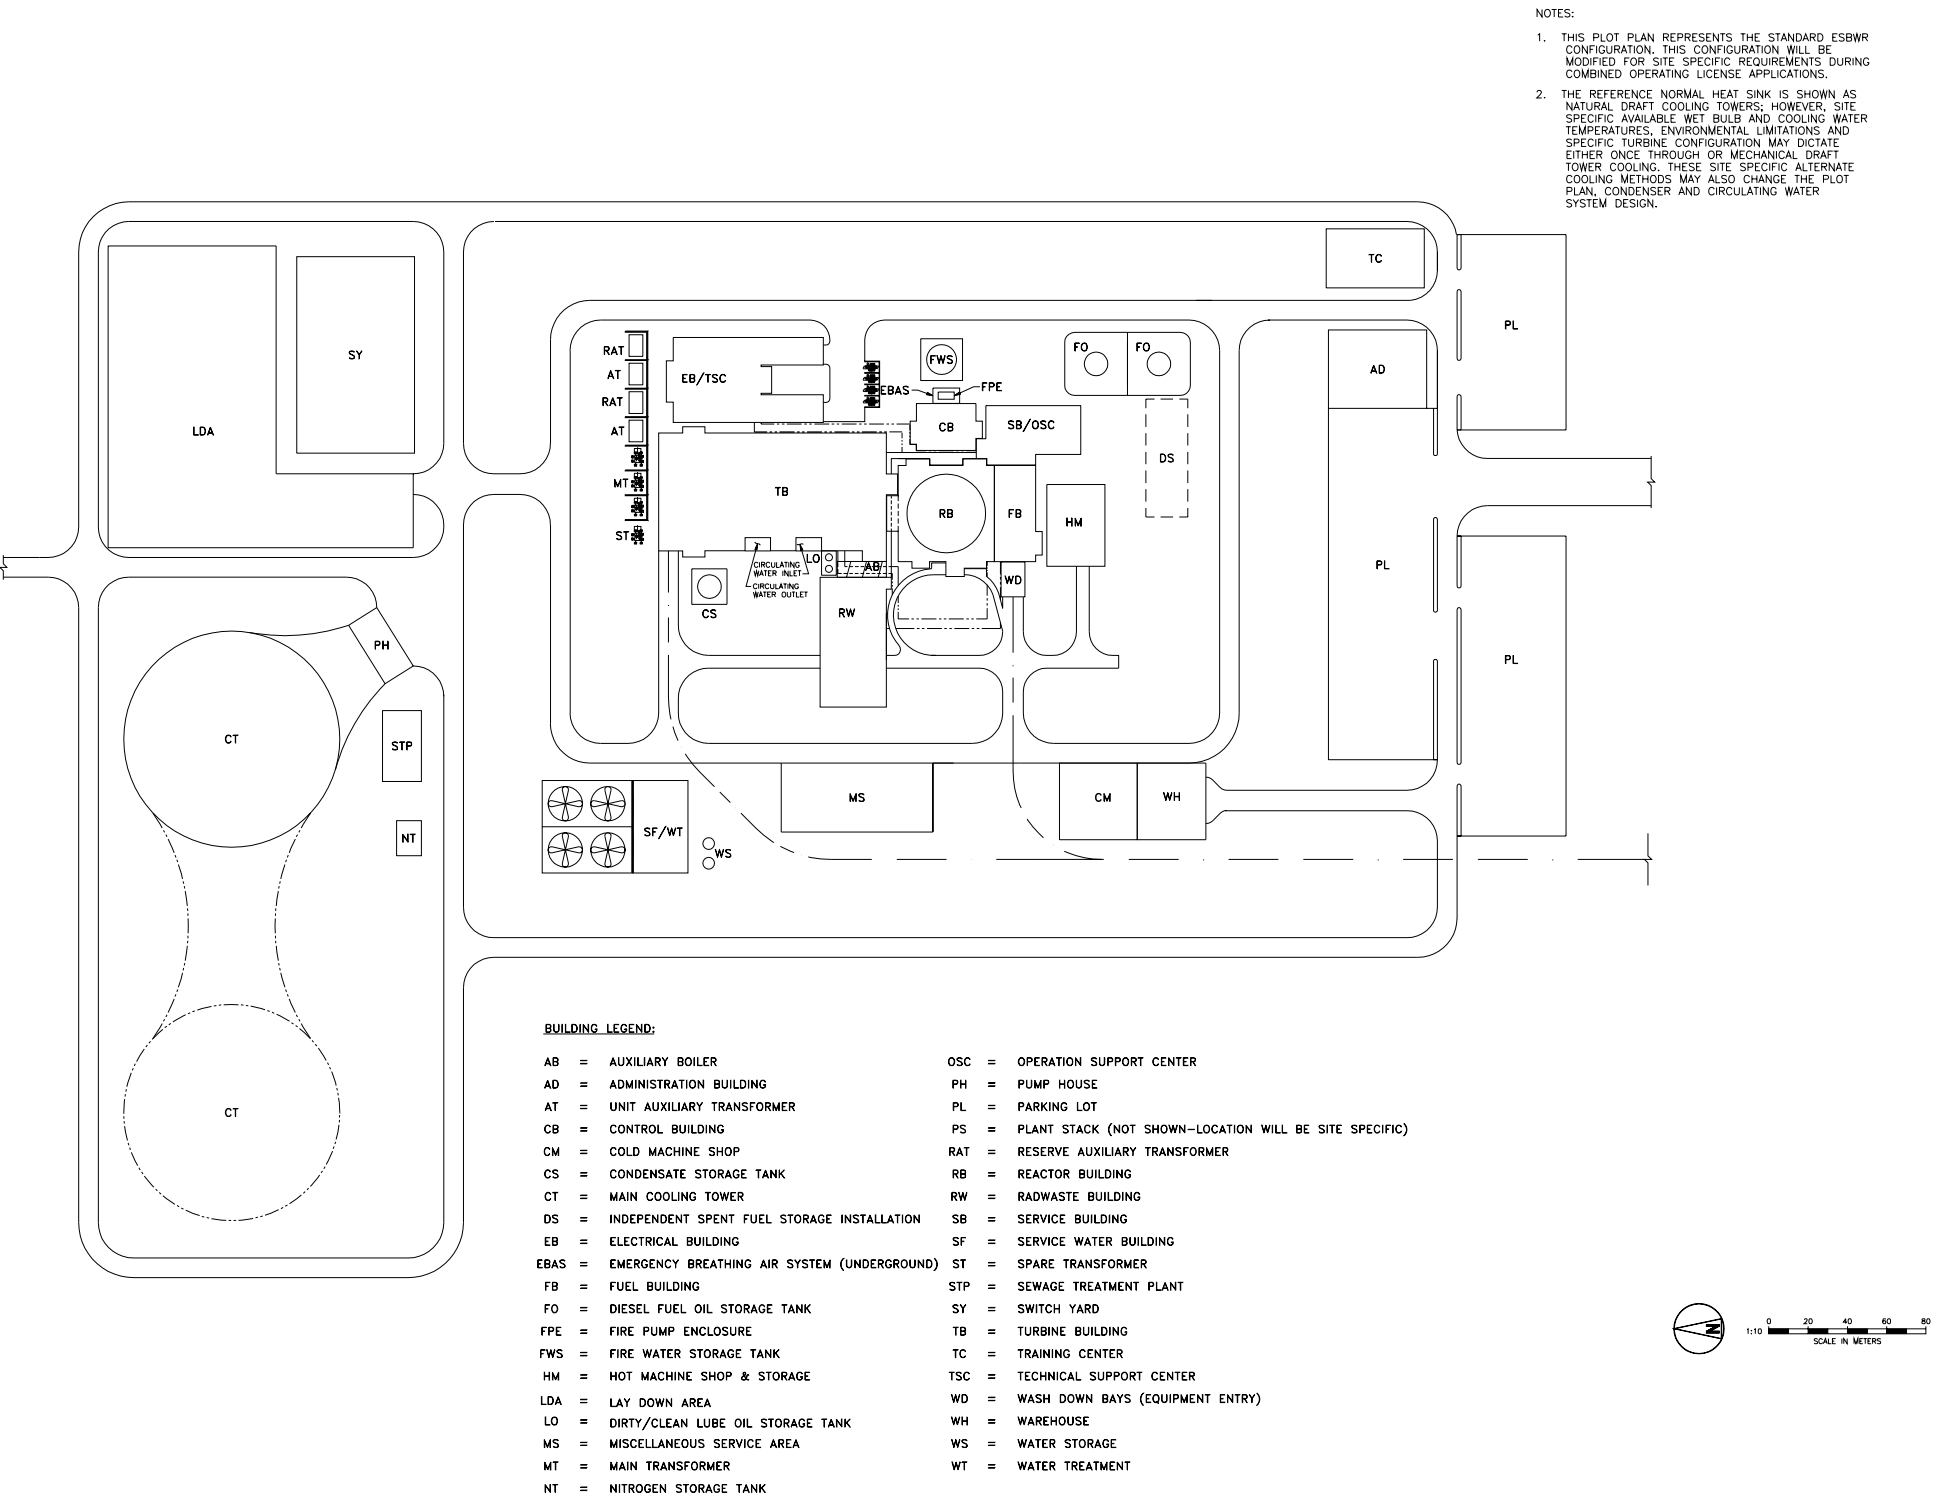 NOTES:
1. THIS PLOT PLAN REPRESENTS THE STANDARD ESBWR
CONFIGURATION. THIS CONFIGURATION WILL BE
MODIFIED FOR SITE SPECIFIC REQUIREMENTS DURING
COMBINED OPERATING LICENSE APPLICATIONS.
2. THE REFERENCE NORMAL HEAT SINK IS SHOWN AS
NATURAL DRAFT COOLING TOWERS; HOWEVER, SITE
SPECIFIC AVAILABLE WET BULB AND COOLING WATER
TEMPERATURES, ENVIRONMENTAL LIMITATIONS AND
SPECIFIC TURBINE CONFIGURATION MAY DICTATE
EITHER ONCE THROUGH OR MECHANICAL DRAFT
TOWER COOLING. THESE SITE SPECIFIC ALTERNATE
COOLING METHODS MAY ALSO CHANGE THE PLOT
PLAN, CONDENSER AND CIRCULATING WATER
SYSTEM DESIGN.
TC
PL
SY
RAT
AT
RAT
AT
MT
ST
EB/TSC
FWS
EBAS
FPE
FO
FO
AD
LDA
CB
SB/OSC
DS
TB
RB
FB
HM
LO
AB
WD
CIRCULATING
WATER INLET
CIRCULATING
WATER OUTLET
CS
RW
PL
PL
PH
CT
STP
NT
MS
CM
WH
SF/WT
WS
CT
BUILDING LEGEND:
AB = AUXILIARY BOILER
AD = ADMINISTRATION BUILDING
AT = UNIT AUXILIARY TRANSFORMER
CB = CONTROL BUILDING
CM = COLD MACHINE SHOP
CS = CONDENSATE STORAGE TANK
CT = MAIN COOLING TOWER
DS = INDEPENDENT SPENT FUEL STORAGE INSTALLATION
EB = ELECTRICAL BUILDING
EBAS = EMERGENCY BREATHING AIR SYSTEM (UNDERGROUND)
FB = FUEL BUILDING
FO = DIESEL FUEL OIL STORAGE TANK
FPE = FIRE PUMP ENCLOSURE
FWS = FIRE WATER STORAGE TANK
HM = HOT MACHINE SHOP & STORAGE
LDA = LAY DOWN AREA
LO = DIRTY/CLEAN LUBE OIL STORAGE TANK
MS = MISCELLANEOUS SERVICE AREA
MT = MAIN TRANSFORMER
NT = NITROGEN STORAGE TANK
OSC = OPERATION SUPPORT CENTER
PH = PUMP HOUSE
PL = PARKING LOT
PS = PLANT STACK (NOT SHOWN-LOCATION WILL BE SITE SPECIFIC)
RAT = RESERVE AUXILIARY TRANSFORMER
RB = REACTOR BUILDING
RW = RADWASTE BUILDING
SB = SERVICE BUILDING
SF = SERVICE WATER BUILDING
ST = SPARE TRANSFORMER
STP = SEWAGE TREATMENT PLANT
SY = SWITCH YARD
TB = TURBINE BUILDING
TC = TRAINING CENTER
TSC = TECHNICAL SUPPORT CENTER
WD = WASH DOWN BAYS (EQUIPMENT ENTRY)
WH = WAREHOUSE
WS = WATER STORAGE
WT = WATER TREATMENT
N
1:10 0 20 40 60 80
SCALE IN METERS